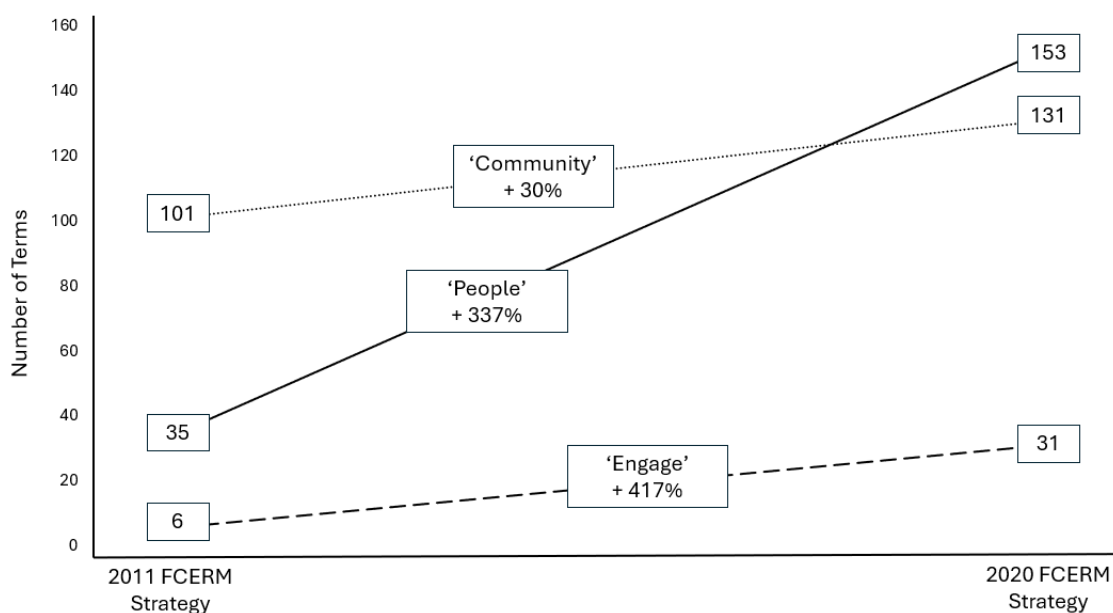 160
153
140
131
120
‘Community’
+ 30%
101
100
80
‘People’
+ 337%
60
40
35
31
‘Engage’
+ 417%
20
6
0
Number of Terms
2011 FCERM
Strategy
2020 FCERM
Strategy